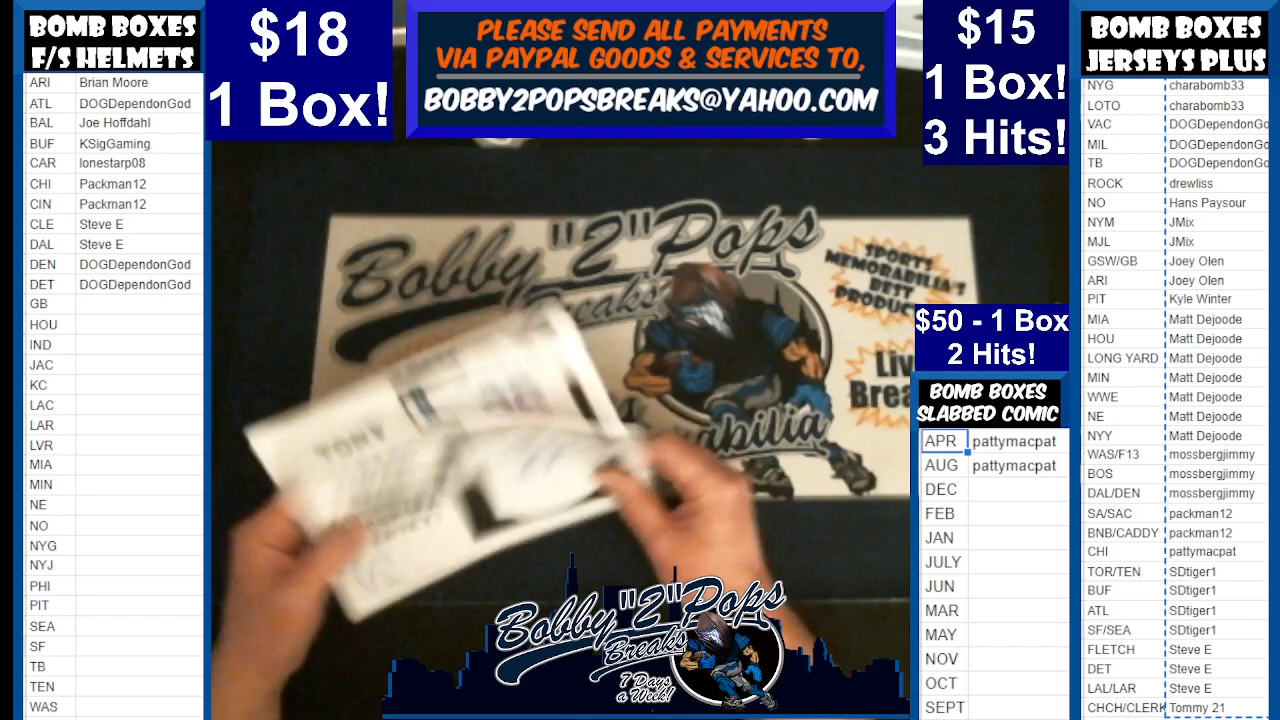 BOMB BOXES
F/S HELMETS
ARI Brian Moore
ATL DOGDependonGod
BAL Joe Hoffdahl
BUF KSigGaming
CAR lonestarp08
CHI Packman12
CIN Packman12
CLE Steve E
DAL Steve E
DEN DOGDependonGod
DET DOGDependonGod
GB
HOU
IND
JAC
KC
LAC
LAR
LVR
MIA
MIN
NE
NO
NYG
NYJ
PHI
PIT
SEA
SF
TB
TEN
WAS
$18
1 Box!
PLEASE SEND ALL PAYMENTS
VIA PAYPAL GOODS & SERVICES TO,
BOBBY2POPSBREAKS@YAHOO.COM
Bobby "2" Pops
Breaks
SPORTS
MEMORABILIA'S
BEST
Live
Brea
abilia
Bobby "2" Pops
Breaks
7 Days
a Week!
$15
1 Box!
3 Hits!
$50 - 1 Box
2 Hits!
BOMB BOXES
SLABBED COMIC
APR pattymacpat
AUG pattymacpat
DEC
FEB
JAN
JULY
JUN
MAR
MAY
NOV
OCT
SEPT
BOMB BOXES
JERSEYS PLUS
NYG charabomb33
LOTO charabomb33
VAC DOGDependonGo
MIL DOGDependonGo
TB DOGDependonGo
ROCK drewliss
NO Hans Paysour
NYM JMix
MJL JMix
GSW/GB Joey Olen
ARI Joey Olen
PIT Kyle Winter
MIA Matt Dejoode
HOU Matt Dejoode
LONG YARD Matt Dejoode
MIN Matt Dejoode
WWE Matt Dejoode
NE Matt Dejoode
NYY Matt Dejoode
WAS/F13 mossbergjimmy
BOS mossbergjimmy
DAL/DEN mossbergjimmy
SA/SAC packman12
BNB/CADDY packman12
CHI pattymacpat
TOR/TEN SDtiger1
BUF SDtiger1
ATL SDtiger1
SF/SEA SDtiger1
FLETCH Steve E
DET Steve E
LAL/LAR Steve E
CHCH/CLERK Tommy 21